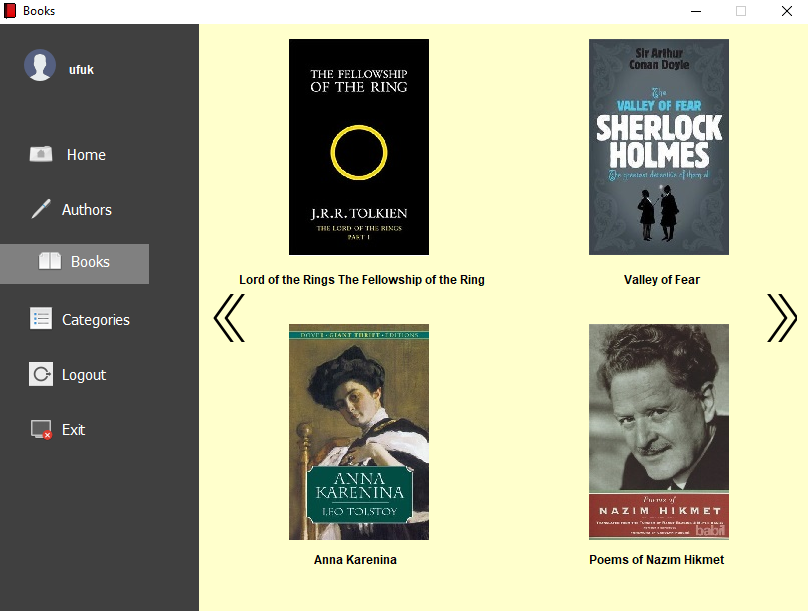 Books
ufuk
Home
Authors
Books
Categories
Logout
Exit
THE FELLOWSHIP
OF THE RING
J.R.R. TOLKIEN
THE LORD OF THE RINGS
PART 1
Lord of the Rings The Fellowship of the Ring
Sir Arthur
Conan Doyle
The
VALLEY OF FEAR
SHERLOCK
HOLMES
The greatest detective of them all
Valley of Fear
DOVER · GIANT THRIFT · EDITIONS
ANNA
KARENINA
LEO TOLSTOY
Anna Karenina
Poems of
NAZIM HIKMET
babil
Poems of Nazım Hikmet